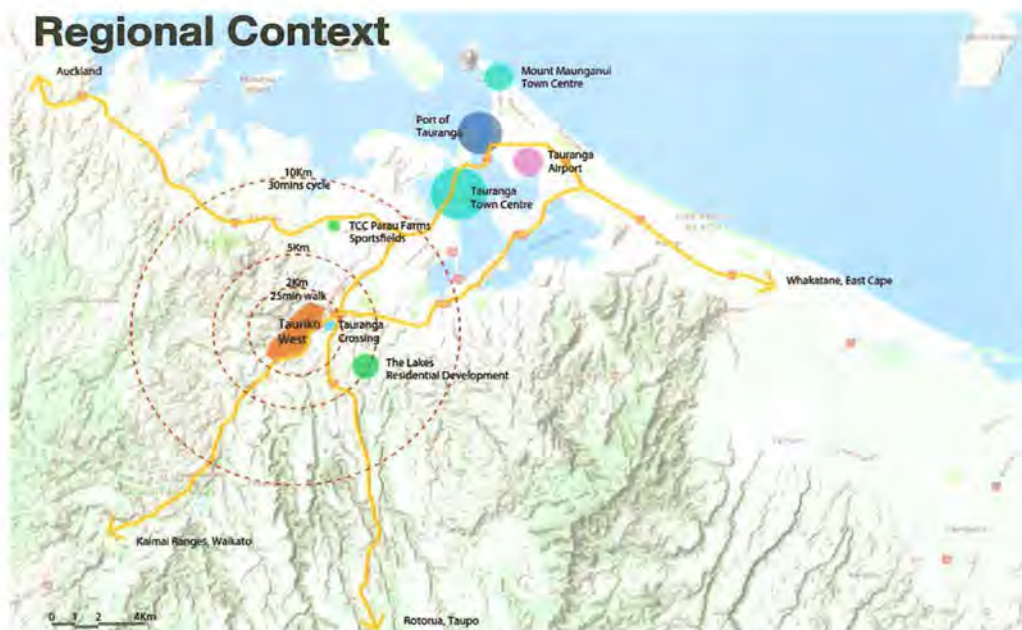 Regional Context
Auckland
Mount Maunganui
Town Centre
Port of
Tauranga
Tauranga
Airport
10Km
30mins cycle
Tauranga
Town Centre
TCC Parau Farms
Sportsfields
5Km
Whakatane, East Cape
2Km
25min walk
Tauriko
West
Tauranga
Crossing
The Lakes
Residential Development
Kaimai Ranges, Waikato
0 1 2 4Km
Rotorua, Taupo